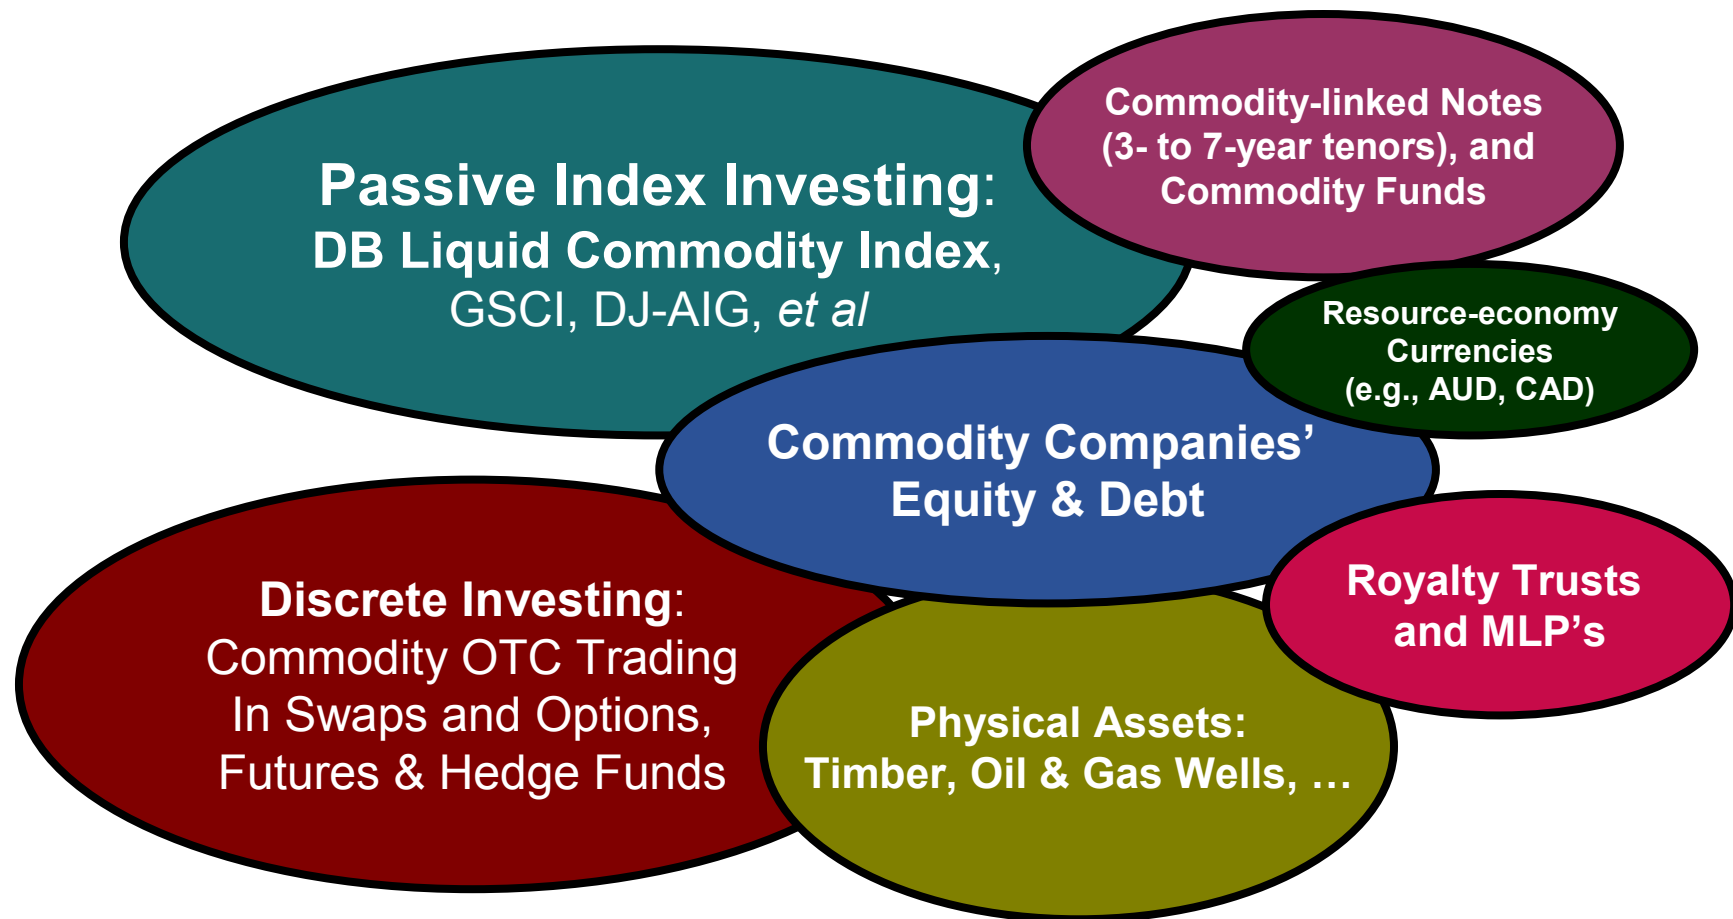 Passive Index Investing:
DB Liquid Commodity Index,
GSCI, DJ-AIG, et al
Commodity-linked Notes
(3- to 7-year tenors), and
Commodity Funds
Resource-economy
Currencies
(e.g., AUD, CAD)
Commodity Companies’
Equity & Debt
Discrete Investing:
Commodity OTC Trading
In Swaps and Options,
Futures & Hedge Funds
Royalty Trusts
and MLP’s
Physical Assets:
Timber, Oil & Gas Wells, …